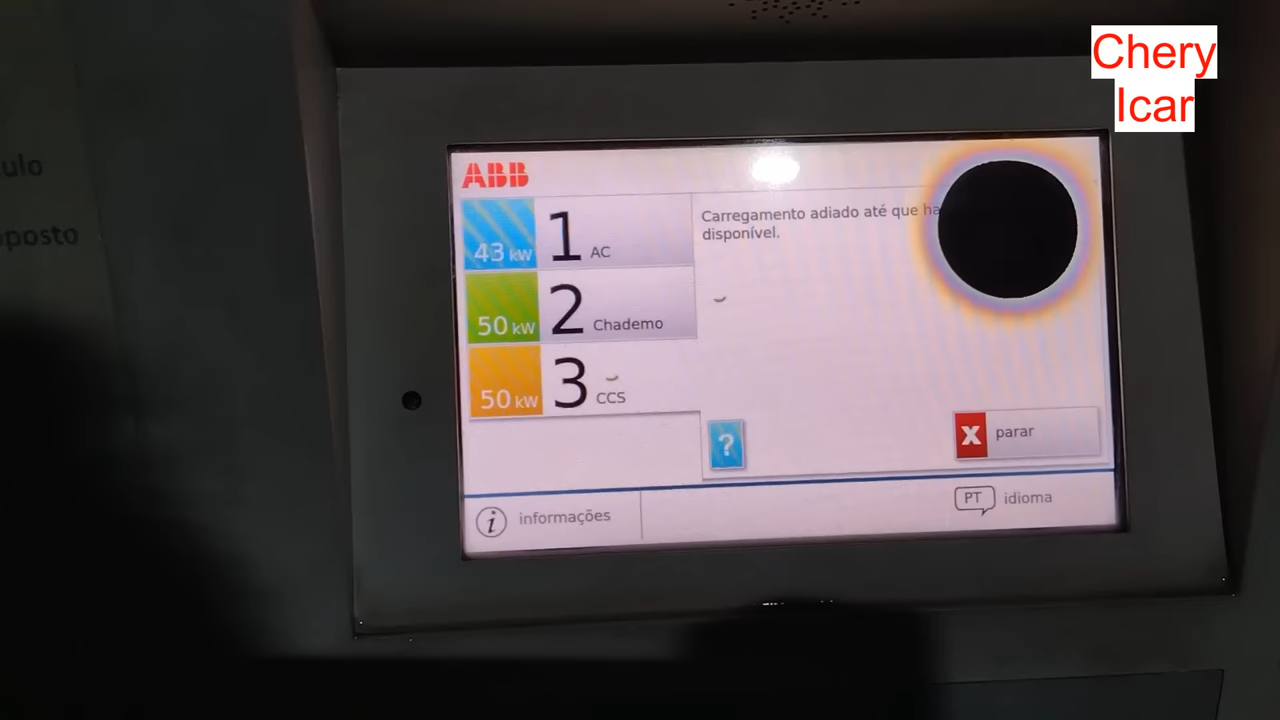 Chery
Icar
ulo
posto
ABB
43 kW 1 AC
50 kW 2 Chademo
50 kW 3 CCS
Carregamento adiado até que ha
disponível.
?
X parar
i informações
PT idioma